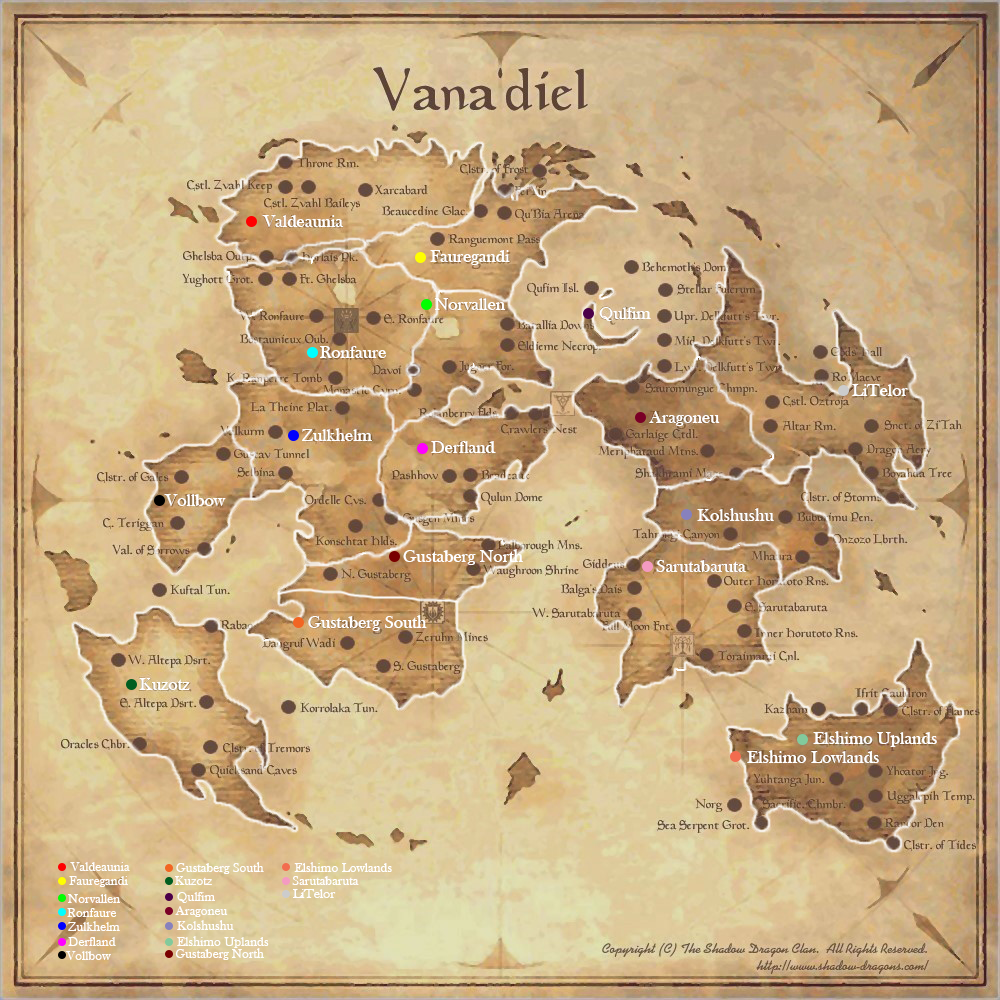 Vana'diel
Throne Rm.
Clstr. of Frost
Cstl. Zvahl Keep
Xarcabard
Cstl. Zvahl Baileys
Beaucedine Glac.
Qu'Bia Arena
Valdeaunia
Ranguemont Pass
Ghelsba Outp.
Fauregandi
Behemoth's Dom.
Yughott Grot.
Ft. Ghelsba
Qufim Isl.
Stellar Fulcrum
Norvallen
Qulfim
W. Ronfaure
E. Ronfaure
Batallia Downs
Upr. Delkfutt's Twr.
Bostaunieux Oub.
Mid. Delkfutt's Twr.
Eldieme Necrop.
Ronfaure
Gods' Hall
Davoi
Jugner For.
Lwr. Delkfutt's Twr.
K. Ranperre Tomb
Ro'Maeve
Monastic Cavrn.
Sauromugue Chmpn.
LiTelor
Cstl. Oztroja
La Theine Plat.
Rolanberry Flds.
Aragoneu
Crawlers Nest
Altar Rm.
Snct. of Zi'Tah
Valkurm
Zulkhelm
Garlaige Ctdl.
Derfland
Meriphataud Mtns.
Dragon Aery
Gustav Tunnel
Selbina
Clstr. of Gales
Pashhow
Beadeaux
Shakhrami Maze
Boyahda Tree
Vollbow
Ordelle Cvs.
Qulun Dome
Clstr. of Storms
C. Teriggan
Gusgen Mines
Kolshushu
Buburimu Pen.
Konschtat Hlds.
Tahrongi Canyon
Onzozo Lbrth.
Val. of Sorrows
Palborough Mns.
Gustaberg North
Mhaura
N. Gustaberg
Waughroon Shrine
Giddeus
Sarutabaruta
Kuftal Tun.
Balga's Dais
Outer Horutoto Rns.
W. Sarutabaruta
E. Sarutabaruta
Rabao
Gustaberg South
Full Moon Fnt.
Inner Horutoto Rns.
Dangruf Wadi
Zeruhn Mines
W. Altepa Dsrt.
S. Gustaberg
Toraimarai Cnl.
Kuzotz
Ifrit Cauldron
E. Altepa Dsrt.
Korrolaka Tun.
Kazham
Clstr. of Flames
Oracles Chbr.
Clstr. of Tremors
Elshimo Uplands
Elshimo Lowlands
Quicksand Caves
Yuhtanga Jun.
Yhoator Jng.
Norg
Sacrific. Chmbr.
Uggalepih Temp.
Sea Serpent Grot.
Rancor Den
Clstr. of Tides
Valdeaunia
Fauregandi
Norvallen
Ronfaure
Zulkhelm
Derfland
Vollbow
Gustaberg South
Kuzotz
Qulfim
Aragoneu
Kolshushu
Elshimo Uplands
Gustaberg North
Elshimo Lowlands
Sarutabaruta
LiTelor
Copyright (C) The Shadow Dragon Clan. All Rights Reserved.
http://www.shadow-dragons.com/